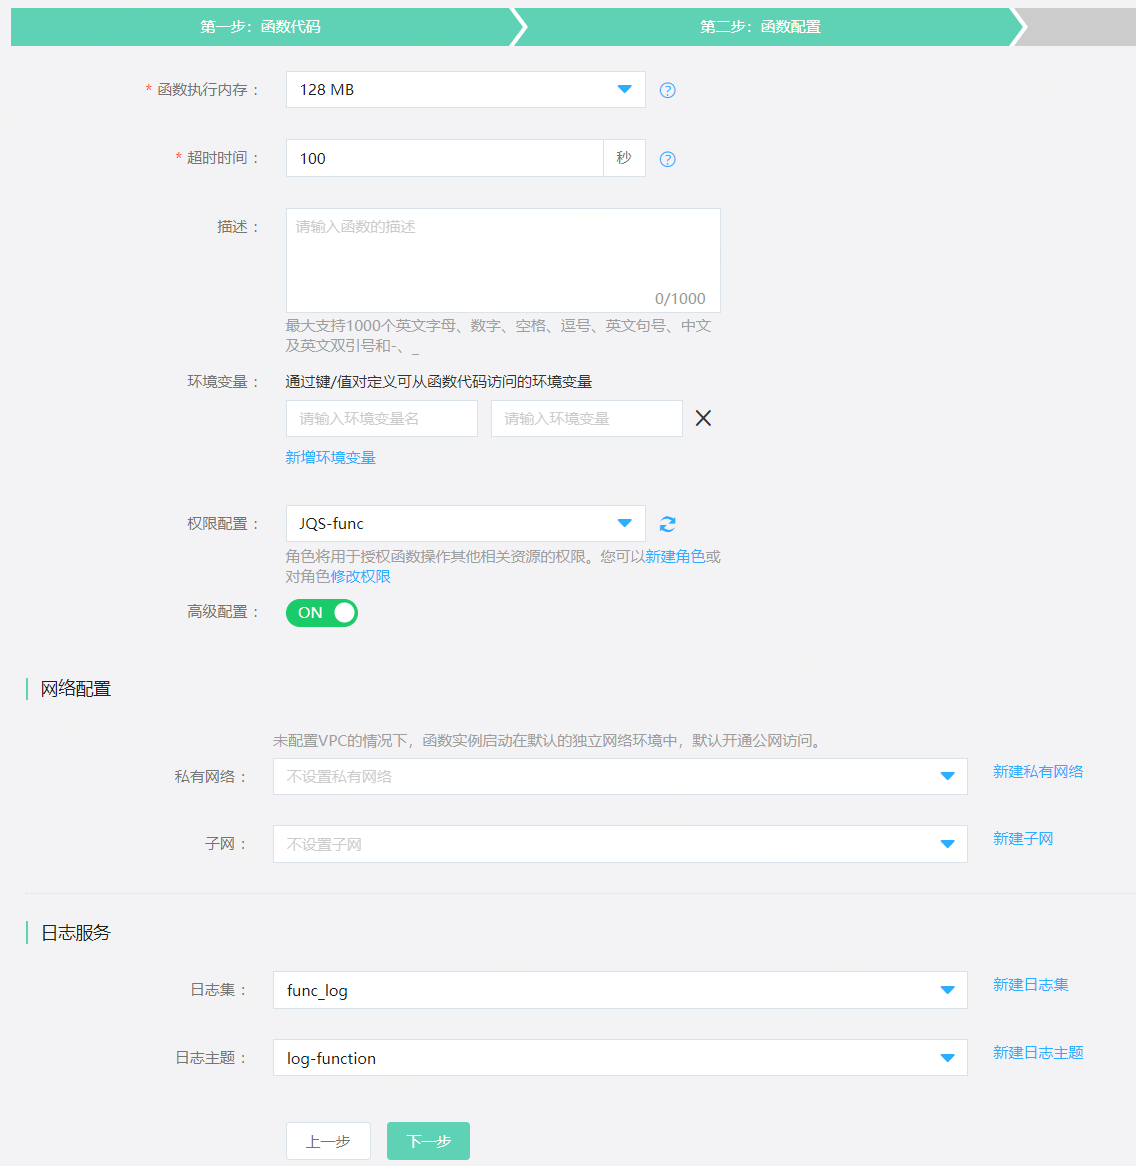 第一步：函数代码
第二步：函数配置
* 函数执行内存：
128 MB
* 超时时间：
100
秒
描述：
请输入函数的描述
0/1000
最大支持1000个英文字母、数字、空格、逗号、英文句号、中文
及英文双引号和-、_
环境变量：
通过键/值对定义可从函数代码访问的环境变量
请输入环境变量名
请输入环境变量
新增环境变量
权限配置：
JQS-func
角色将用于授权函数操作其他相关资源的权限。您可以新建角色或
对角色修改权限
高级配置：
ON
网络配置
未配置VPC的情况下，函数实例启动在默认的独立网络环境中，默认开通公网访问。
私有网络：
不设置私有网络
新建私有网络
子网：
不设置子网
新建子网
日志服务
日志集：
func_log
新建日志集
日志主题：
log-function
新建日志主题
上一步
下一步